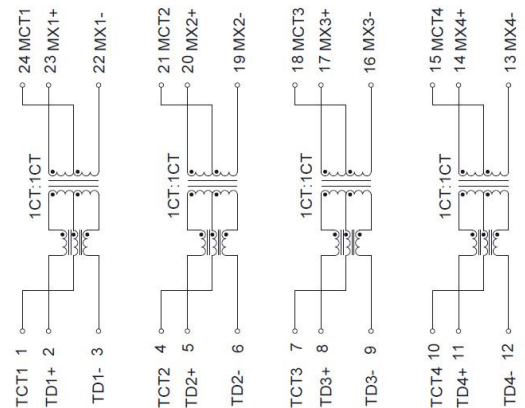 24 MCT1
23 MX1+
22 MX1-
21 MCT2
20 MX2+
19 MX2-
18 MCT3
17 MX3+
16 MX3-
15 MCT4
14 MX4+
13 MX4-
1CT:1CT
1CT:1CT
1CT:1CT
1CT:1CT
TCT1 1
TD1+ 2
TD1- 3
TCT2 4
TD2+ 5
TD2- 6
TCT3 7
TD3+ 8
TD3- 9
TCT4 10
TD4+ 11
TD4- 12